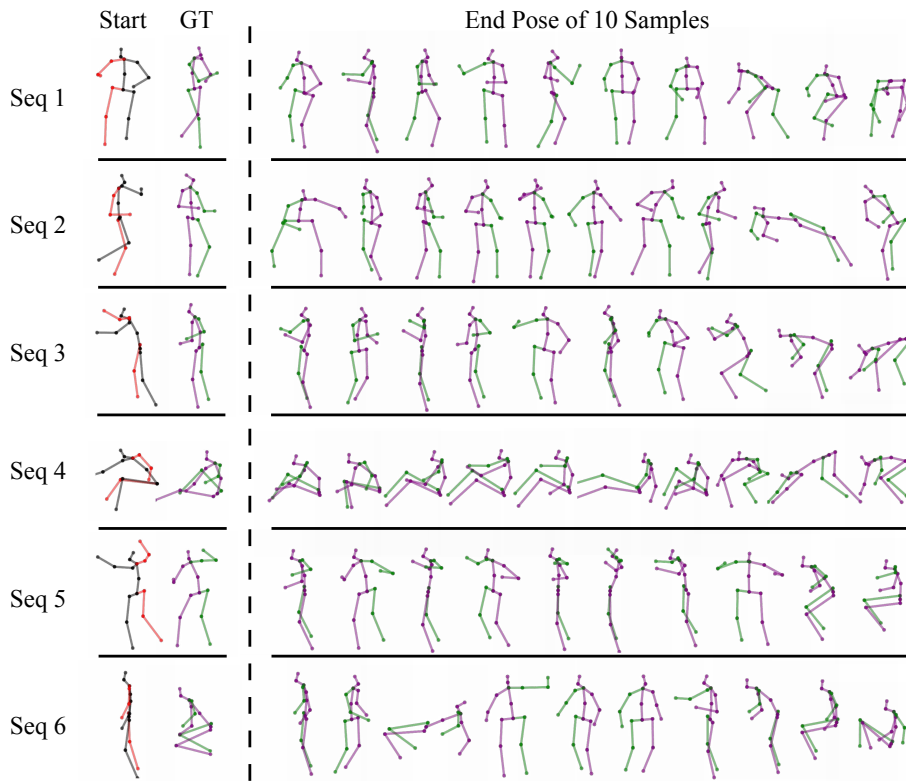 Start GT End Pose of 10 Samples
Seq 1
Seq 2
Seq 3
Seq 4
Seq 5
Seq 6